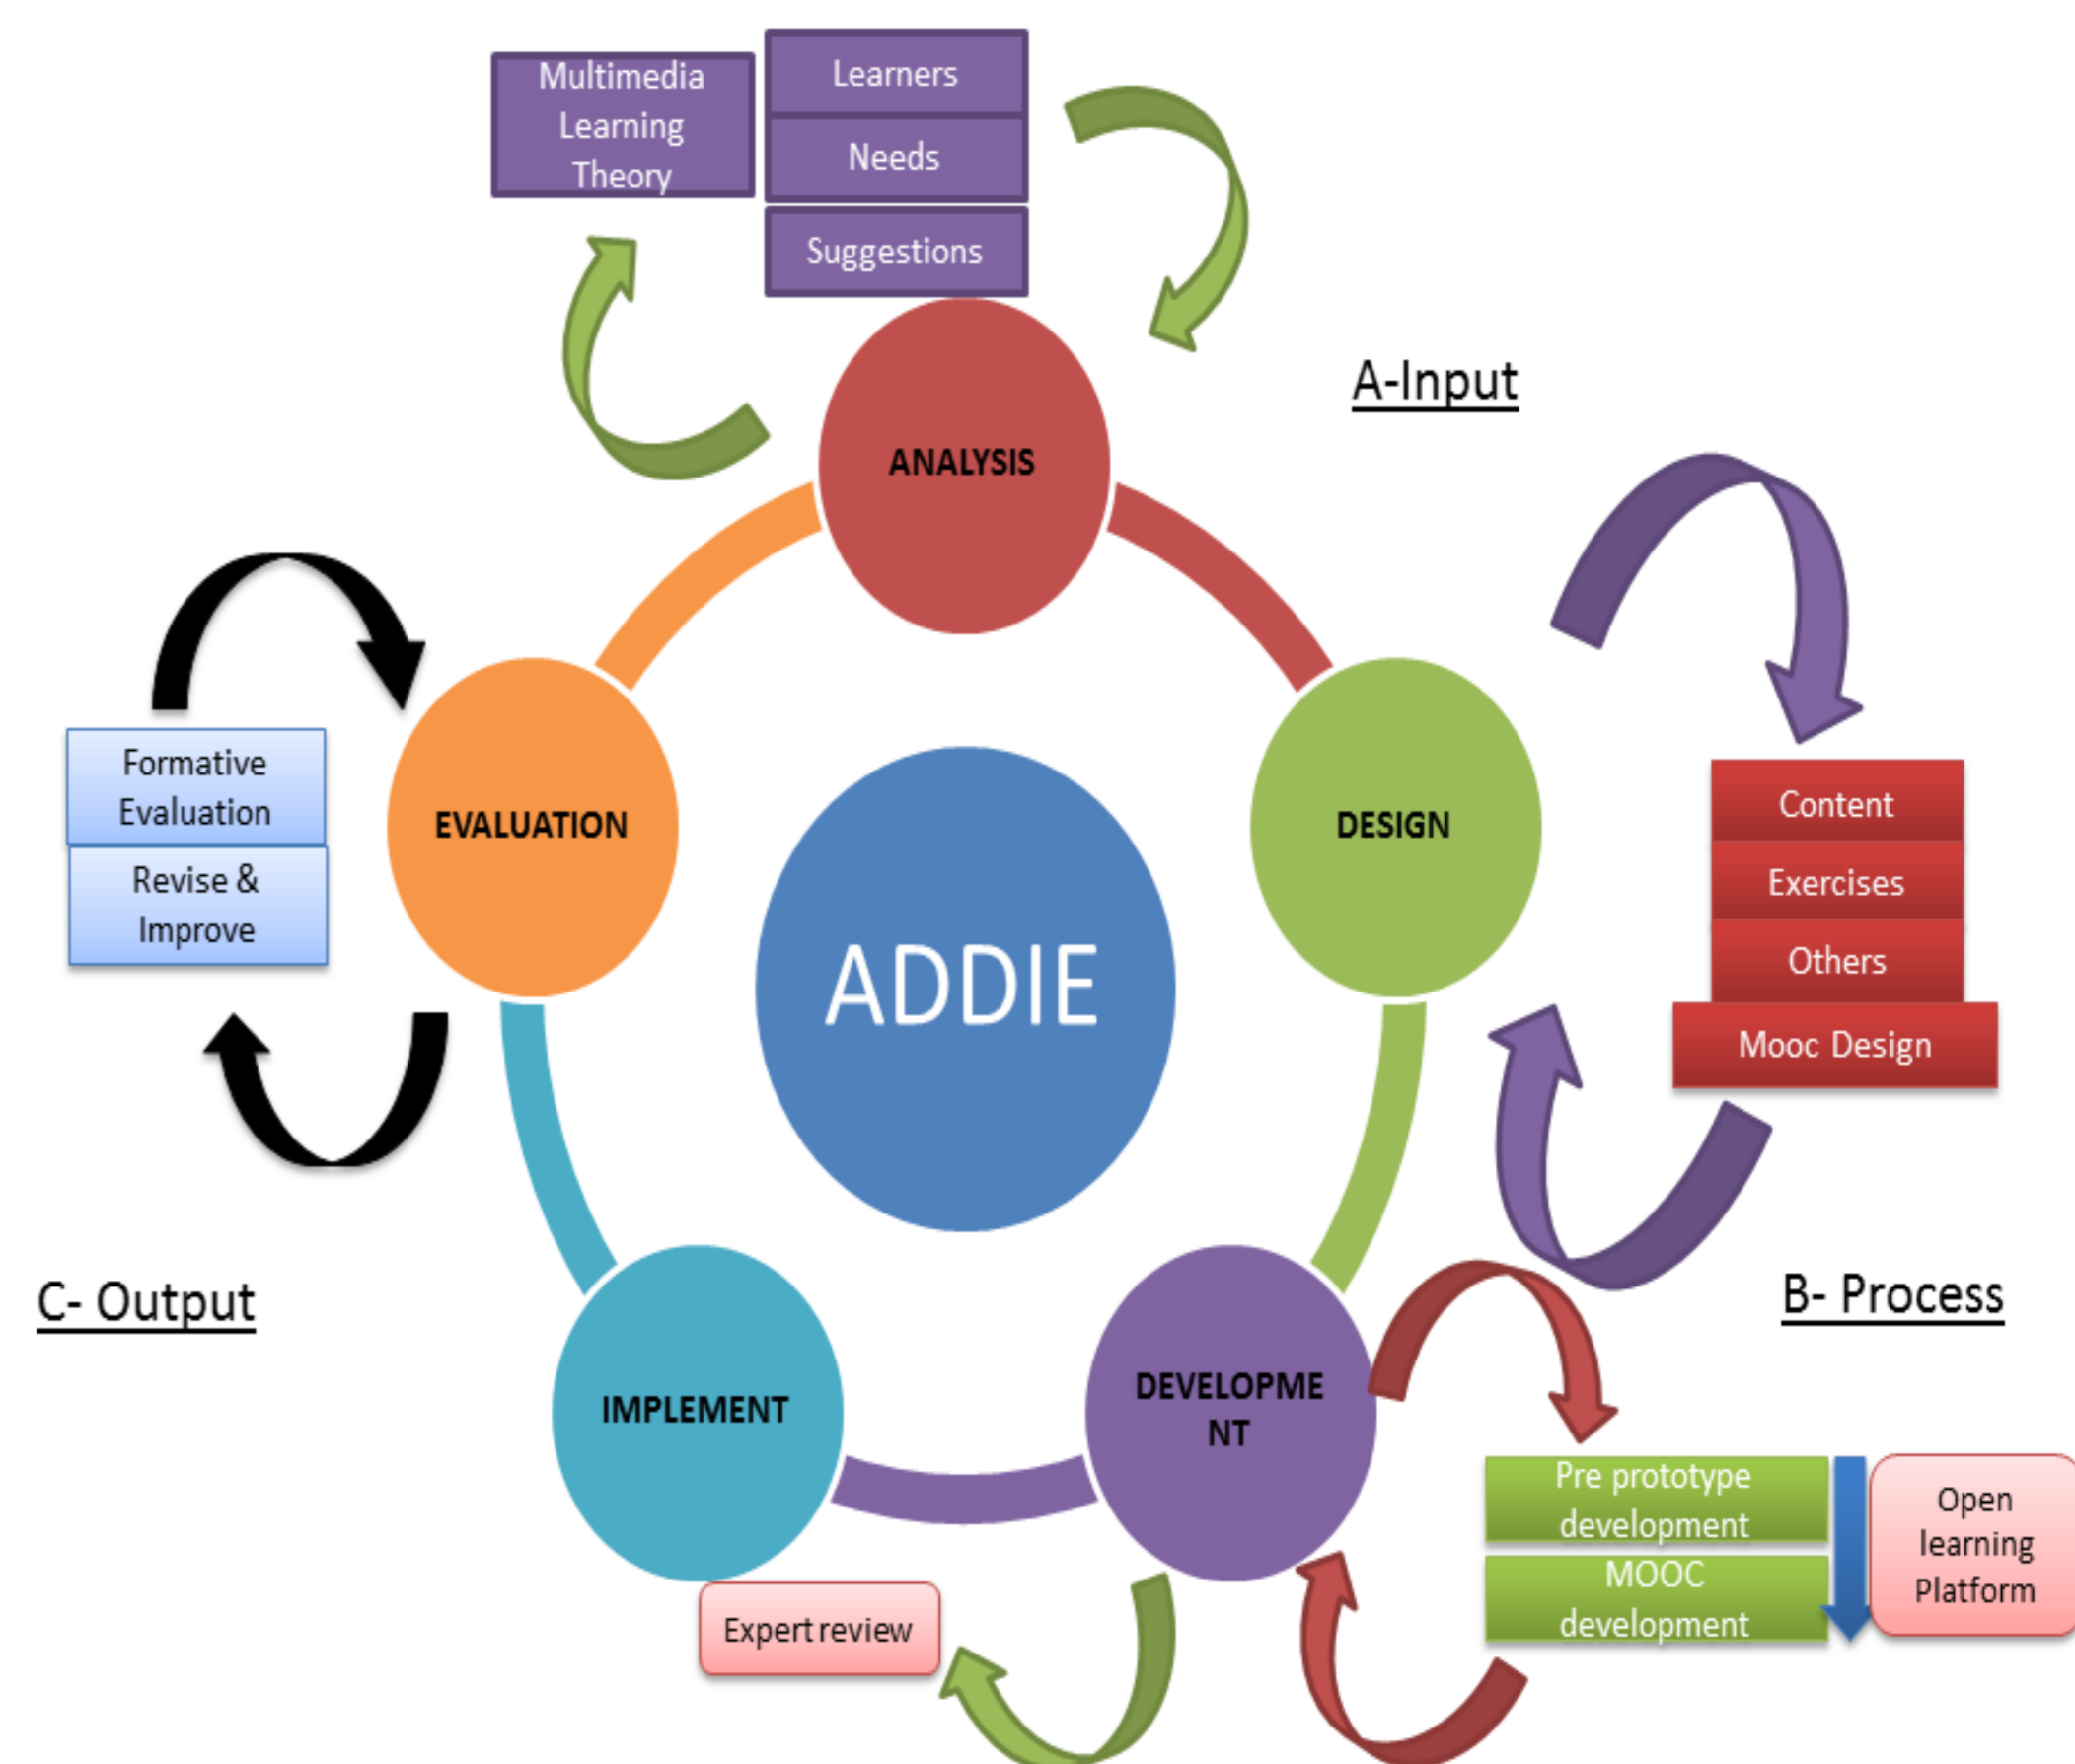 Multimedia
Learning
Theory
Learners
Needs
Suggestions
A-Input
ANALYSIS
Formative
Evaluation
Revise &
Improve
EVALUATION
ADDIE
DESIGN
Content
Exercises
Others
Mooc Design
C- Output
B- Process
IMPLEMENT
DEVELOPME
NT
Expert review
Pre prototype
development
MOOC
development
Open
learning
Platform